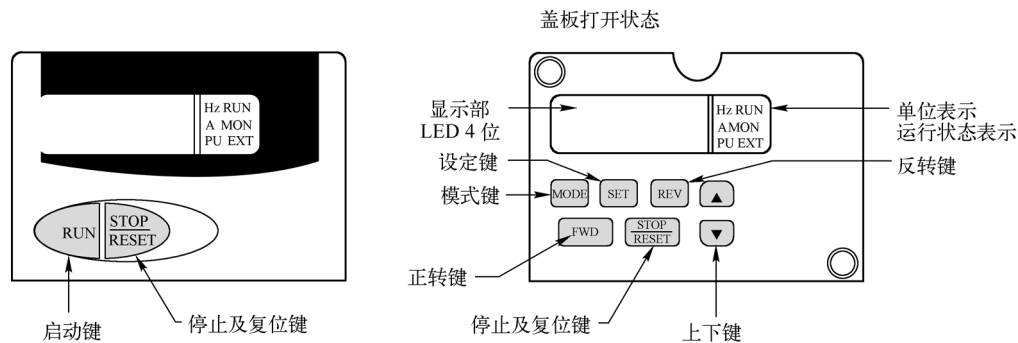 盖板打开状态
Hz RUN
A MON
PU EXT
RUN
STOP
RESET
启动键
停止及复位键
显示部
LED 4 位
设定键
模式键
正转键
Hz RUN
A MON
PU EXT
单位表示
运行状态表示
反转键
MODE
SET
REV
▲
FWD
STOP
RESET
▼
停止及复位键
上下键